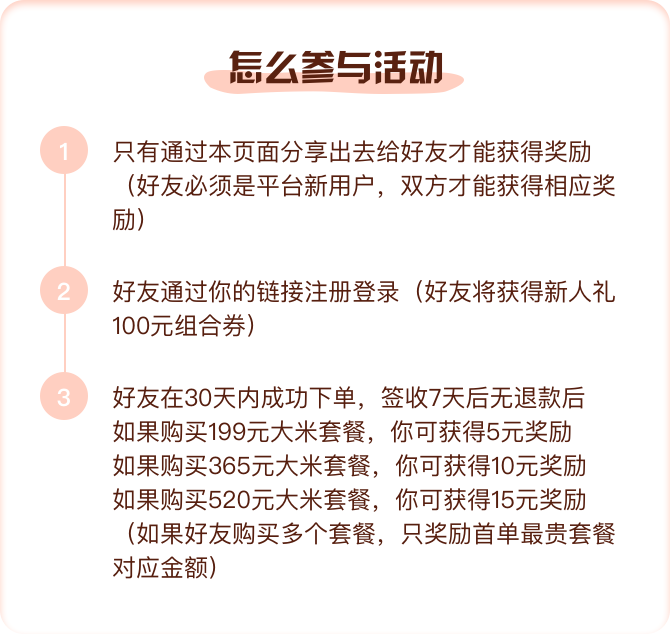 怎么参与活动
1
只有通过本页面分享出去给好友才能获得奖励
（好友必须是平台新用户，双方才能获得相应奖
励）
2
好友通过你的链接注册登录（好友将获得新人礼
100元组合券）
3
好友在30天内成功下单，签收7天后无退款后
如果购买199元大米套餐，你可获得5元奖励
如果购买365元大米套餐，你可获得10元奖励
如果购买520元大米套餐，你可获得15元奖励
（如果好友购买多个套餐，只奖励首单最贵套餐
对应金额）